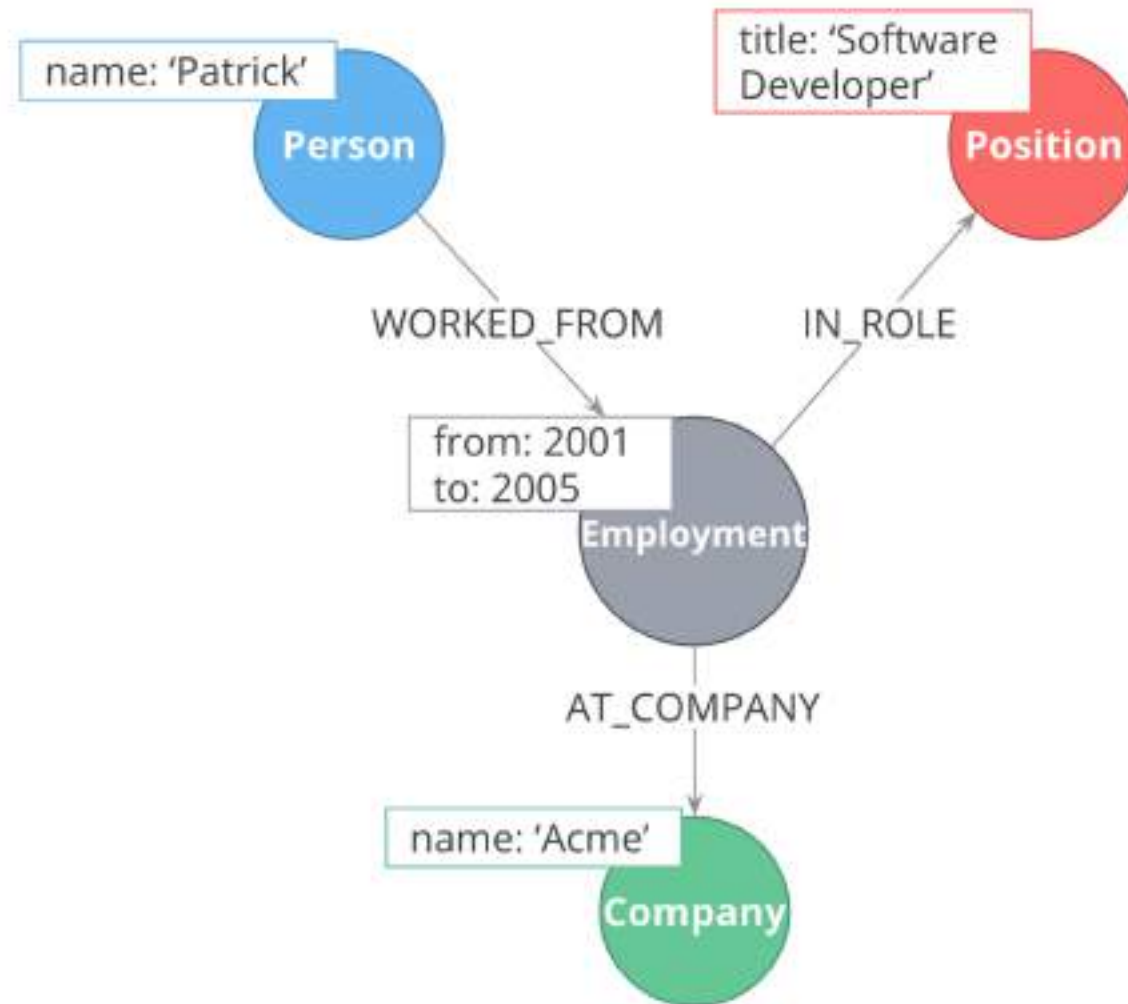 name: ‘Patrick’
Person
title: ‘Software
Developer’
Position
WORKED_FROM
IN_ROLE
from: 2001
to: 2005
Employment
AT_COMPANY
name: ‘Acme’
Company